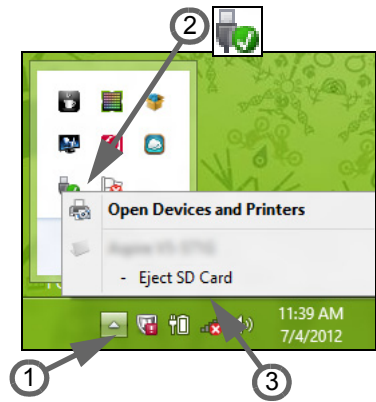 2
Open Devices and Printers
- Eject SD Card
11:39 AM
7/4/2012
1
3